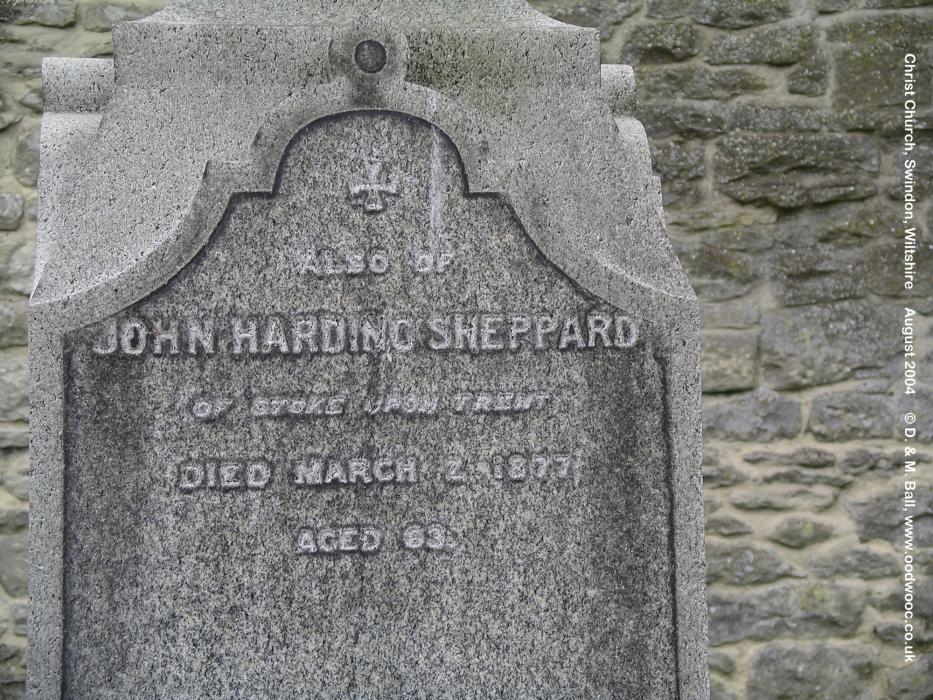 ALSO OF
JOHN HARDING SHEPPARD
OF STOKE UPON TRENT
DIED MARCH 2, 1877,
AGED 63.
Christ Church, Swindon, Wiltshire August 2004 © D. & M. Ball, www.oodwooc.co.uk